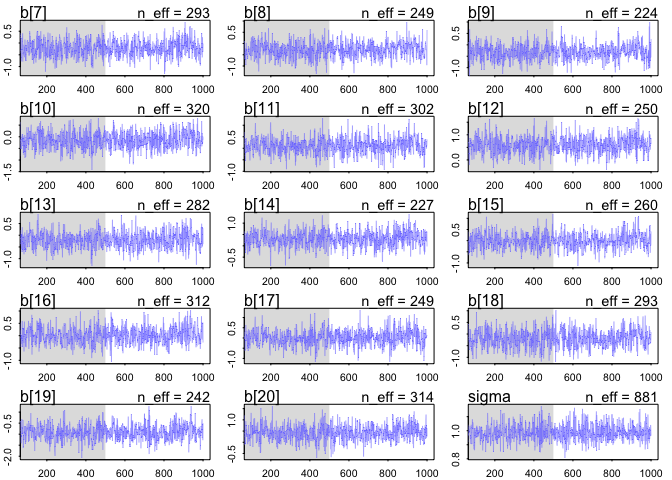 b[7] n_eff = 293 b[8] n_eff = 249 b[9] n_eff = 224
0.5 -1.0 0.5 -1.0 0.5 -1.0
200 400 600 800 1000 200 400 600 800 1000 200 400 600 800 1000
b[10] n_eff = 320 b[11] n_eff = 302 b[12] n_eff = 250
0.0 -1.5 0.5 -1.0 1.0 0.0
200 400 600 800 1000 200 400 600 800 1000 200 400 600 800 1000
b[13] n_eff = 282 b[14] n_eff = 227 b[15] n_eff = 260
0.5 -1.0 1.0 -0.5 0.5 -1.0
200 400 600 800 1000 200 400 600 800 1000 200 400 600 800 1000
b[16] n_eff = 312 b[17] n_eff = 249 b[18] n_eff = 293
0.5 -1.0 0.5 -1.0 0.5 -1.0
200 400 600 800 1000 200 400 600 800 1000 200 400 600 800 1000
b[19] n_eff = 242 b[20] n_eff = 314 sigma n_eff = 881
-0.5 -2.0 1.0 -0.5 1.0 0.8
200 400 600 800 1000 200 400 600 800 1000 200 400 600 800 1000